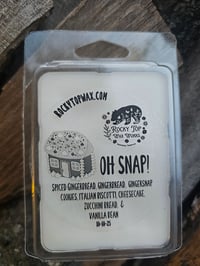 ROCKYTOPWAX.COM
ROCKY TOP
WAX WORKS
OH SNAP!
SPICED GINGERBREAD, GINGERBREAD, GINGERSNAP
COOKIES, ITALIAN BISCOTTI, CHEESECAKE,
ZUCCHINI BREAD, &
VANILLA BEAN